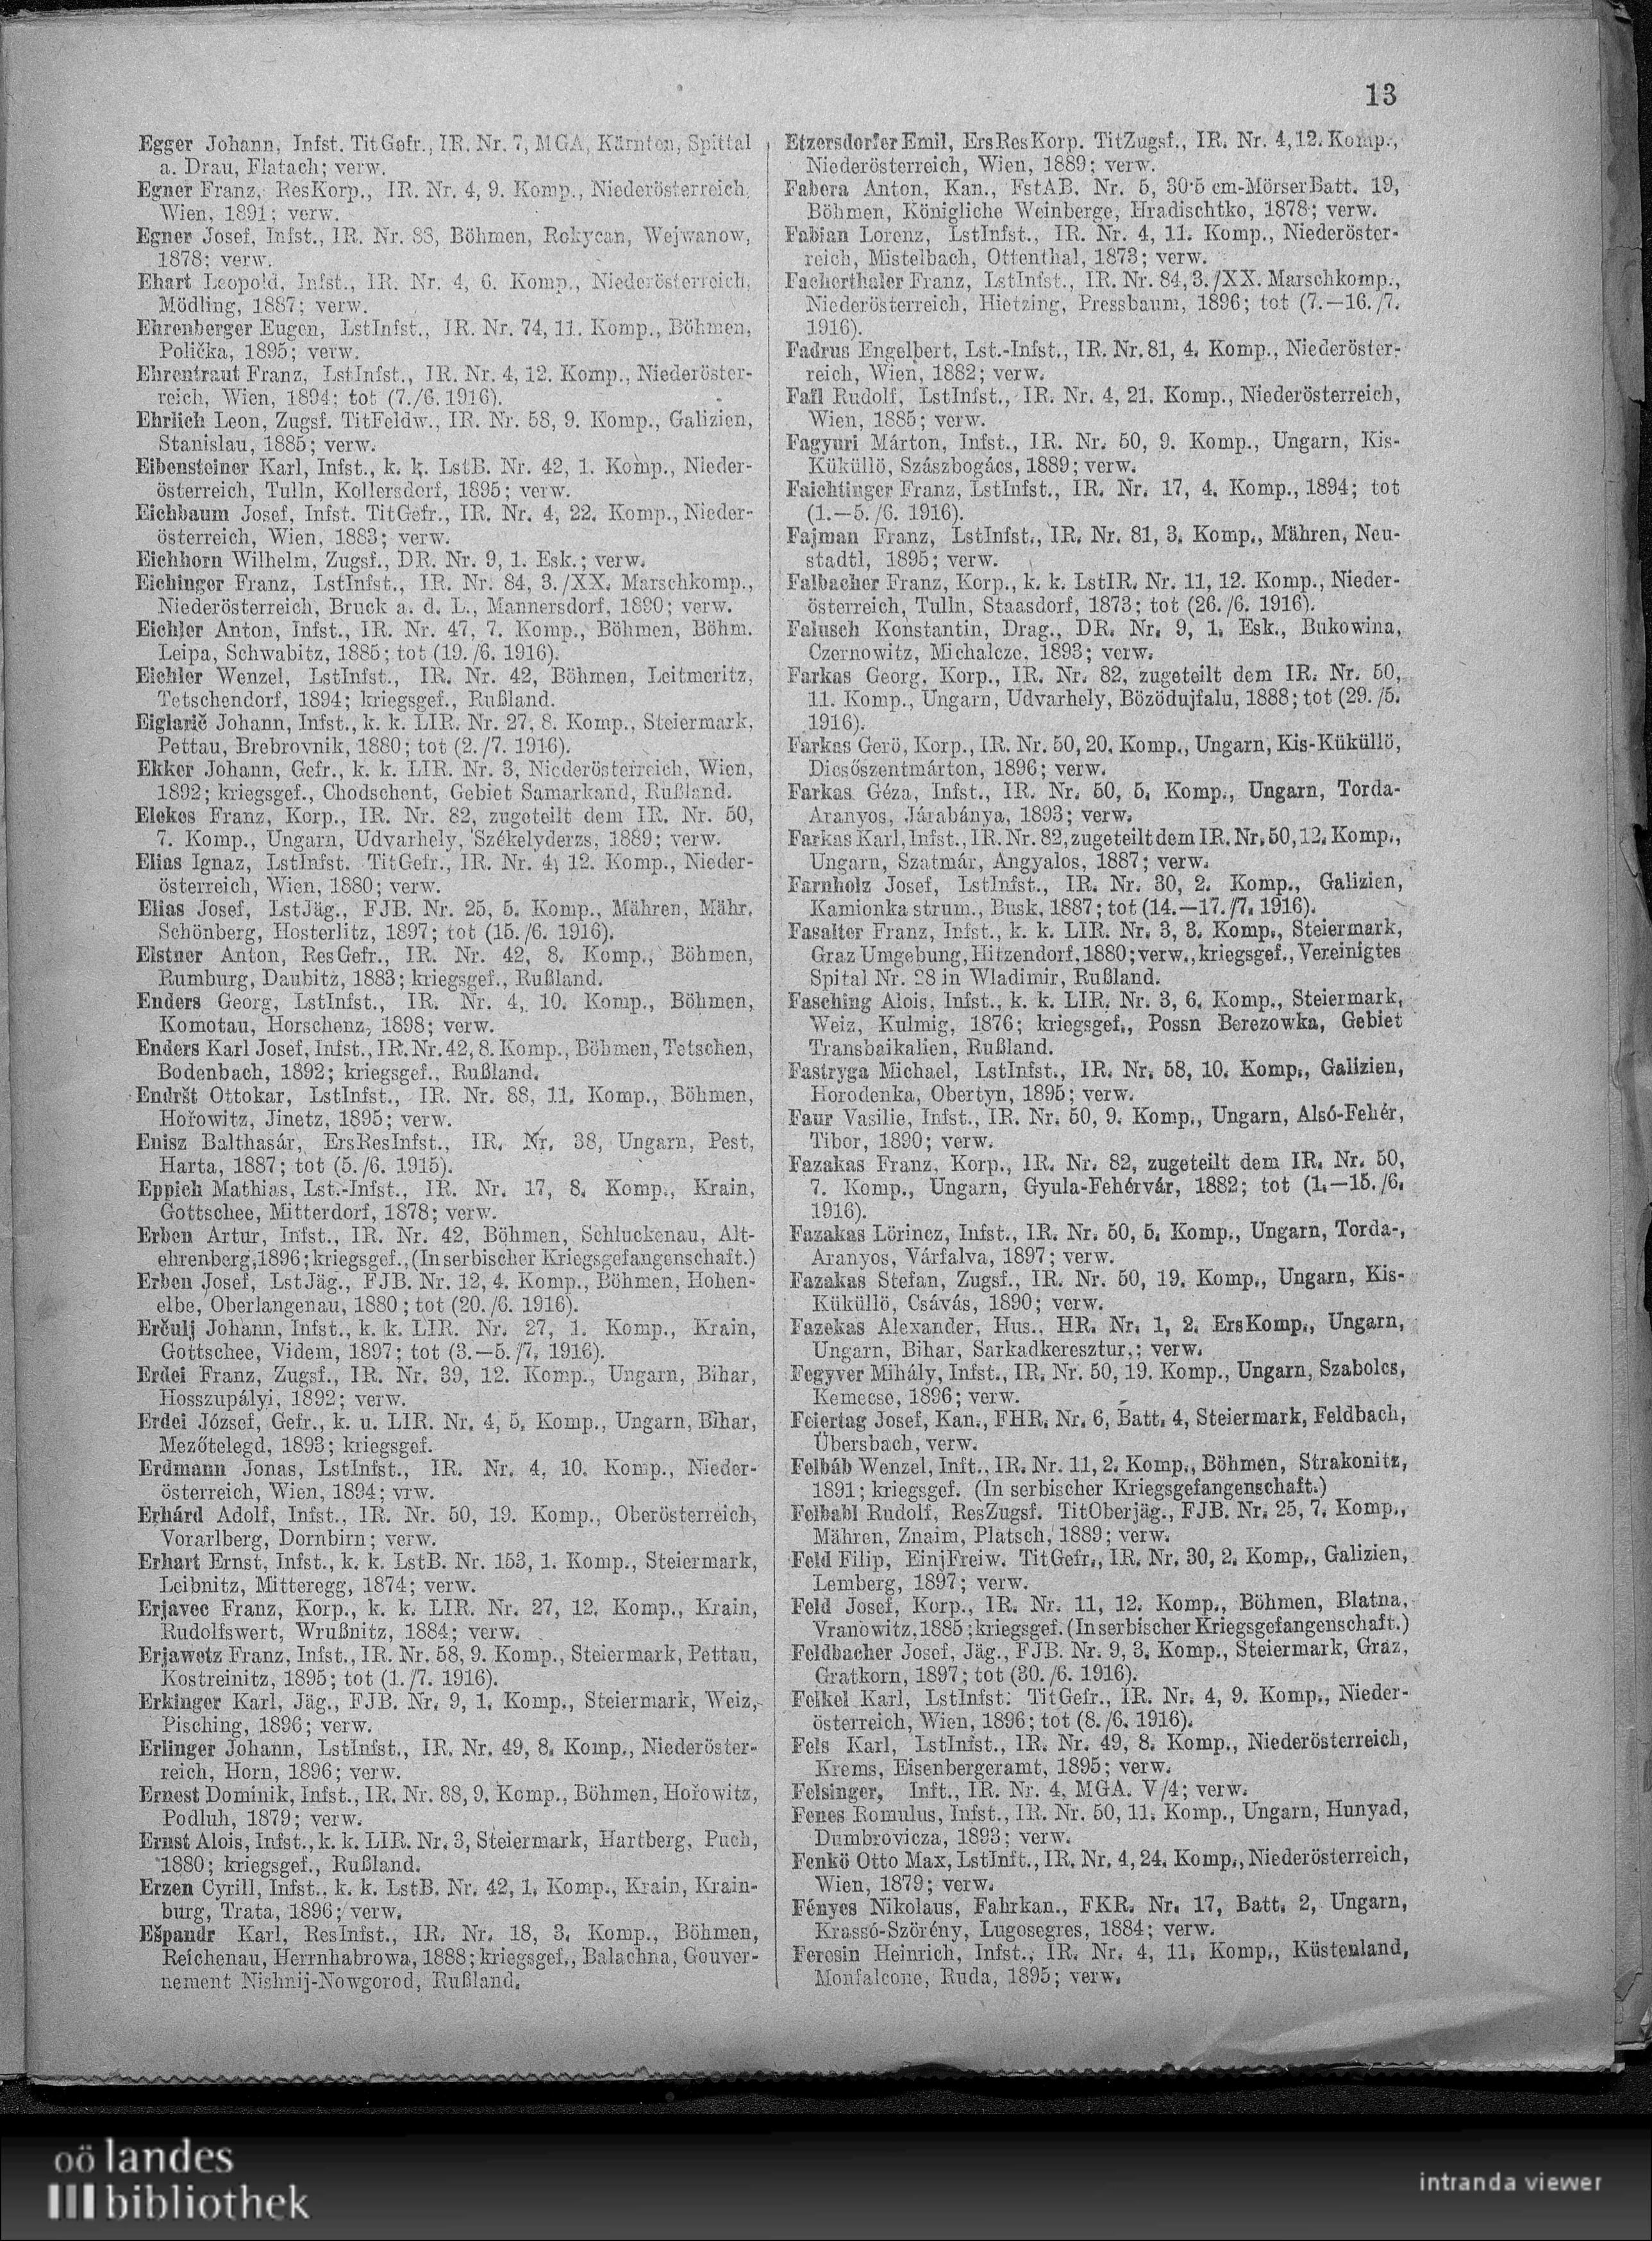 13
Egger Johann, Infst. TitGefr., IR. Nr. 7, MGA, Kärnten, Spittal
a. Drau, Flatach; verw.
Egner Franz, ResKorp., IR. Nr. 4, 9. Komp., Niederösterreich,
Wien, 1891; verw.
Egner Josef, Infst., IR. Nr. 88, Böhmen, Rokycan, Wejwanow,
1878; verw.
Ehart Leopold, Infst., IR. Nr. 4, 6. Komp., Niederösterreich,
Mödling, 1887; verw.
Ehrenberger Eugen, LstInfst., IR. Nr. 74, 11. Komp., Böhmen,
Polička, 1895; verw.
Ehrentraut Franz, LstInfst., IR. Nr. 4, 12. Komp., Niederöster-
reich, Wien, 1894; tot (7./6. 1916).
Ehrlich Leon, Zugsf. TitFeldw., IR. Nr. 58, 9. Komp., Galizien,
Stanislau, 1885; verw.
Eibensteiner Karl, Infst., k. k. LstB. Nr. 42, 1. Komp., Nieder-
österreich, Tulln, Kollersdorf, 1895; verw.
Eichbaum Josef, Infst. TitGefr., IR. Nr. 4, 22. Komp., Nieder-
österreich, Wien, 1883; verw.
Eichhorn Wilhelm, Zugsf., DR. Nr. 9, 1. Esk.; verw.
Eichinger Franz, LstInfst., IR. Nr. 84, 3./XX. Marschkomp.,
Niederösterreich, Bruck a. d. L., Mannersdorf, 1890; verw.
Eichler Anton, Infst., IR. Nr. 47, 7. Komp., Böhmen, Böhm.
Leipa, Schwabitz, 1885; tot (19./6. 1916).
Eichler Wenzel, LstInfst., IR. Nr. 42, Böhmen, Leitmeritz,
Tetschendorf, 1894; kriegsgef., Rußland.
Eiglarič Johann, Infst., k. k. LIR. Nr. 27, 8. Komp., Steiermark,
Pettau, Brebrovnik, 1880; tot (2./7. 1916).
Ekker Johann, Gefr., k. k. LIR. Nr. 3, Niederösterreich, Wien,
1892; kriegsgef., Chodschent, Gebiet Samarkand, Rußland.
Elekes Franz, Korp., IR. Nr. 82, zugeteilt dem IR. Nr. 50,
7. Komp., Ungarn, Udvarhely, Székelyderzs, 1889; verw.
Elias Ignaz, LstInfst. TitGefr., IR. Nr. 4, 12. Komp., Nieder-
österreich, Wien, 1880; verw.
Elias Josef, LstJäg., FJB. Nr. 25, 5. Komp., Mähren, Mähr.
Schönberg, Hosterlitz, 1897; tot (15./6. 1916).
Elstner Anton, ResGefr., IR. Nr. 42, 8. Komp., Böhmen,
Rumburg, Daubitz, 1883; kriegsgef., Rußland.
Enders Georg, LstInfst., IR. Nr. 4, 10. Komp., Böhmen,
Komotau, Horschenz, 1898; verw.
Enders Karl Josef, Infst., IR. Nr. 42, 8. Komp., Böhmen, Tetschen,
Bodenbach, 1892; kriegsgef., Rußland.
Endršt Ottokar, LstInfst., IR. Nr. 88, 11. Komp., Böhmen,
Hořowitz, Jinetz, 1895; verw.
Enisz Balthasár, ErsResInfst., IR. Nr. 38, Ungarn, Pest,
Harta, 1887; tot (5./6. 1915).
Eppich Mathias, Lst.-Infst., IR. Nr. 17, 8. Komp., Krain,
Gottschee, Mitterdorf, 1878; verw.
Erben Artur, Infst., IR. Nr. 42, Böhmen, Schluckenau, Alt-
ehrenberg, 1896; kriegsgef., (In serbischer Kriegsgefangenschaft.)
Erben Josef, LstJäg., FJB. Nr. 12, 4. Komp., Böhmen, Hohen-
elbe, Oberlangenau, 1880; tot (20./6. 1916).
Erčulj Johann, Infst., k. k. LIR. Nr. 27, 1. Komp., Krain,
Gottschee, Videm, 1897; tot (3.—5./7. 1916).
Erdei Franz, Zugsf., IR. Nr. 39, 12. Komp., Ungarn, Bihar,
Hosszupályi, 1892; verw.
Erdei József, Gefr., k. u. LIR. Nr. 4, 5. Komp., Ungarn, Bihar,
Mezőtelegd, 1893; kriegsgef.
Erdmann Jonas, LstInfst., IR. Nr. 4, 10. Komp., Nieder-
österreich, Wien, 1894; vrw.
Erhárd Adolf, Infst., IR. Nr. 50, 19. Komp., Oberösterreich,
Vorarlberg, Dornbirn; verw.
Erhart Ernst, Infst., k. k. LstB. Nr. 153, 1. Komp., Steiermark,
Leibnitz, Mitteregg, 1874; verw.
Erjavec Franz, Korp., k. k. LIR. Nr. 27, 12. Komp., Krain,
Rudolfswert, Wrußnitz, 1884; verw.
Erjawetz Franz, Infst., IR. Nr. 58, 9. Komp., Steiermark, Pettau,
Kostreinitz, 1895; tot (1./7. 1916).
Erkinger Karl, Jäg., FJB. Nr. 9, 1. Komp., Steiermark, Weiz,
Pisching, 1896; verw.
Erlinger Johann, LstInfst., IR. Nr. 49, 8. Komp., Niederöster-
reich, Horn, 1896; verw.
Ernest Dominik, Infst., IR. Nr. 88, 9. Komp., Böhmen, Hořowitz,
Podluh, 1879; verw.
Ernst Alois, Infst., k. k. LIR. Nr. 3, Steiermark, Hartberg, Puch,
1880; kriegsgef., Rußland.
Erzen Cyrill, Infst., k. k. LstB. Nr. 42, 1. Komp., Krain, Krain-
burg, Trata, 1896; verw.
Ešpandr Karl, ResInfst., IR. Nr. 18, 3. Komp., Böhmen,
Reichenau, Herrnhabrowa, 1888; kriegsgef., Balachna, Gouver-
nement Nishnij-Nowgorod, Rußland.
Etzersdorfer Emil, ErsResKorp. TitZugsf., IR. Nr. 4, 12. Komp.,
Niederösterreich, Wien, 1889; verw.
Fabera Anton, Kan., FstAB. Nr. 5, 30·5 cm-MörserBatt. 19,
Böhmen, Königliche Weinberge, Hradischtko, 1878; verw.
Fabian Lorenz, LstInfst., IR. Nr. 4, 11. Komp., Niederöster-
reich, Mistelbach, Ottenthal, 1873; verw.
Facherthaler Franz, LstInfst., IR. Nr. 84, 3./XX. Marschkomp.,
Niederösterreich, Hietzing, Pressbaum, 1896; tot (7.—16./7.
1916).
Fadrus Engelbert, Lst.-Infst., IR. Nr. 81, 4. Komp., Niederöster-
reich, Wien, 1882; verw.
Fafl Rudolf, LstInfst., IR. Nr. 4, 21. Komp., Niederösterreich,
Wien, 1885; verw.
Fagyuri Márton, Infst., IR. Nr. 50, 9. Komp., Ungarn, Kis-
Küküllö, Szászbogács, 1889; verw.
Faichtinger Franz, LstInfst., IR. Nr. 17, 4. Komp., 1894; tot
(1.—5./6. 1916).
Fajman Franz, LstInfst., IR. Nr. 81, 3. Komp., Mähren, Neu-
stadtl, 1895; verw.
Falbacher Franz, Korp., k. k. LstIR. Nr. 11, 12. Komp., Nieder-
österreich, Tulln, Staasdorf, 1873; tot (26./6. 1916).
Falusch Konstantin, Drag., DR. Nr. 9, 1. Esk., Bukowina,
Czernowitz, Michalcze, 1893; verw.
Farkas Georg, Korp., IR. Nr. 82, zugeteilt dem IR. Nr. 50,
11. Komp., Ungarn, Udvarhely, Bözödujfalu, 1888; tot (29./5.
1916).
Farkas Gerö, Korp., IR. Nr. 50, 20. Komp., Ungarn, Kis-Küküllö,
Dicsőszentmárton, 1896; verw.
Farkas Géza, Infst., IR. Nr. 50, 5. Komp., Ungarn, Torda-
Aranyos, Járabánya, 1893; verw.
Farkas Karl, Infst., IR. Nr. 82, zugeteilt dem IR. Nr. 50, 12. Komp.,
Ungarn, Szatmár, Angyalos, 1887; verw.
Farnholz Josef, LstInfst., IR. Nr. 30, 2. Komp., Galizien,
Kamionka strum., Busk, 1887; tot (14.—17./7. 1916).
Fasalter Franz, Infst., k. k. LIR. Nr. 3, 3. Komp., Steiermark,
Graz Umgebung, Hitzendorf, 1880; verw., kriegsgef., Vereinigtes
Spital Nr. 28 in Wladimir, Rußland.
Fasching Alois, Infst., k. k. LIR. Nr. 3, 6. Komp., Steiermark,
Weiz, Kulmig, 1876; kriegsgef., Possn Berezowka, Gebiet
Transbaikalien, Rußland.
Fastryga Michael, LstInfst., IR. Nr. 58, 10. Komp., Galizien,
Horodenka, Obertyn, 1895; verw.
Faur Vasilie, Infst., IR. Nr. 50, 9. Komp., Ungarn, Alsó-Fehér,
Tibor, 1890; verw.
Fazakas Franz, Korp., IR. Nr. 82, zugeteilt dem IR. Nr. 50,
7. Komp., Ungarn, Gyula-Fehérvár, 1882; tot (1.—15./6.
1916).
Fazakas Lörincz, Infst., IR. Nr. 50, 5. Komp., Ungarn, Torda-,
Aranyos, Várfalva, 1897; verw.
Fazakas Stefan, Zugsf., IR. Nr. 50, 19. Komp., Ungarn, Kis-
Küküllö, Csávás, 1890; verw.
Fazekas Alexander, Hus., HR. Nr. 1, 2. ErsKomp., Ungarn,
Ungarn, Bihar, Sarkadkeresztur,; verw.
Fegyver Mihály, Infst., IR. Nr. 50, 19. Komp., Ungarn, Szabolcs,
Kemecse, 1896; verw.
Feiertag Josef, Kan., FHR. Nr. 6, Batt. 4, Steiermark, Feldbach,
Übersbach, verw.
Felbáb Wenzel, Inft., IR. Nr. 11, 2. Komp., Böhmen, Strakonitz,
1891; kriegsgef. (In serbischer Kriegsgefangenschaft.)
Felbabl Rudolf, ResZugsf. TitOberjäg., FJB. Nr. 25, 7. Komp.,
Mähren, Znaim, Platsch, 1889; verw.
Feld Filip, EinjFreiw. TitGefr., IR. Nr. 30, 2. Komp., Galizien,
Lemberg, 1897; verw.
Feld Josef, Korp., IR. Nr. 11, 12. Komp., Böhmen, Blatna,
Vranowitz, 1885; kriegsgef. (In serbischer Kriegsgefangenschaft.)
Feldbacher Josef, Jäg., FJB. Nr. 9, 3. Komp., Steiermark, Graz,
Gratkorn, 1897; tot (30./6. 1916).
Felkel Karl, LstInfst. TitGefr., IR. Nr. 4, 9. Komp., Nieder-
österreich, Wien, 1896; tot (8./6. 1916).
Fels Karl, LstInfst., IR. Nr. 49, 8. Komp., Niederösterreich,
Krems, Eisenbergeramt, 1895; verw.
Felsinger, Inft., IR. Nr. 4, MGA. V/4; verw.
Fenes Romulus, Infst., IR. Nr. 50, 11. Komp., Ungarn, Hunyad,
Dumbrovicza, 1893; verw.
Fenkö Otto Max, LstInft., IR. Nr. 4, 24. Komp., Niederösterreich,
Wien, 1879; verw.
Fényes Nikolaus, Fahrkan., FKR. Nr. 17, Batt. 2, Ungarn,
Krassó-Szörény, Lugosegres, 1884; verw.
Feresin Heinrich, Infst., IR. Nr. 4, 11. Komp., Küstenland,
Monfalcone, Ruda, 1895; verw.
oö landes
bibliothek
intranda viewer